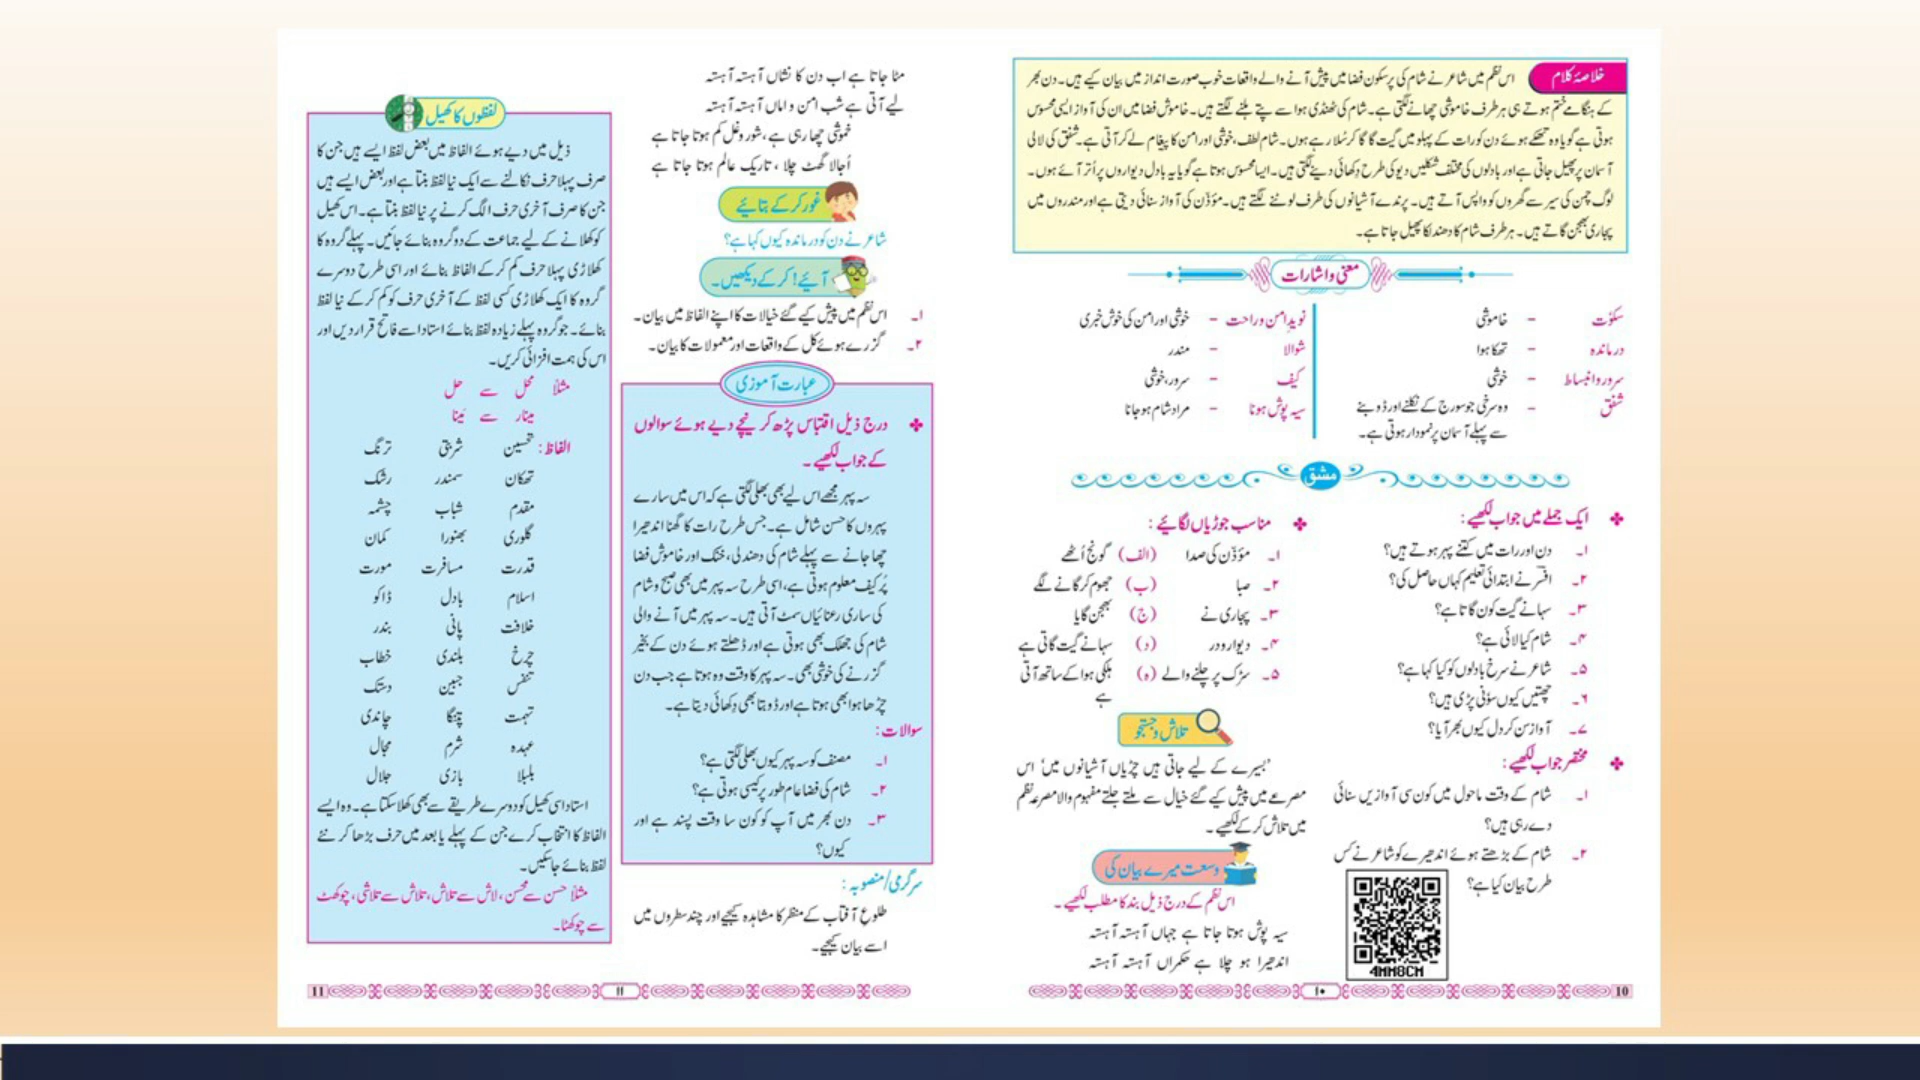 خلاصۂ کلام
اس نظم میں شاعر نے شام کی پرسکون فضا میں پیش آنے والے واقعات خوب صورت انداز میں بیان کیے ہیں۔ دن بھر
کے ہنگامے ختم ہوتے ہی ہر طرف خاموشی چھانے لگتی ہے۔ شام کی ٹھنڈی ہوا سے پتے ہلنے لگتے ہیں۔ خاموش فضا میں ان کی آواز ایسی محسوس
ہوتی ہے گویا وہ تھکے ہوئے دن کو رات کے پہلو میں گیت گا گا کر سُلا رہے ہوں۔ شام لطف، خوشی اور امن کا پیغام لے کر آتی ہے۔ شفق کی لالی
آسمان پر پھیل جاتی ہے اور بادلوں کی مختلف شکلیں دیو کی طرح دکھائی دینے لگتی ہیں۔ ایسا محسوس ہوتا ہے گویا یہ بادل دیواروں پر اُتر آئے ہوں۔
لوگ چمن کی سیر سے گھروں کو واپس آتے ہیں۔ پرندے آشیانوں کی طرف لوٹنے لگتے ہیں۔ مؤذّن کی آواز سنائی دیتی ہے اور مندروں میں
پجاری بھجن گاتے ہیں۔ ہر طرف شام کا دھندلکا پھیل جاتا ہے۔
معنی و اشارات
سکوٗت - خاموشی
درماندہ - تھکا ہوا
سرور و انبساط - خوشی
شفق - وہ سرخی جو سورج کے نکلنے اور ڈوبنے
سے پہلے آسمان پر نمودار ہوتی ہے۔
نویدِ امن و راحت - خوشی اور امن کی خوش خبری
شوالا - مندر
کیف - سرور، خوشی
سیہ پوش ہونا - مراد شام ہوجانا
مشق
❖ ایک جملے میں جواب لکھیے:
۱۔ دن اور رات میں کتنے پہر ہوتے ہیں؟
۲۔ افسرؔ نے ابتدائی تعلیم کہاں حاصل کی؟
۳۔ سہانے گیت کون گاتا ہے؟
۴۔ شام کیا لائی ہے؟
۵۔ شاعر نے سرخ بادلوں کو کیا کہا ہے؟
۶۔ چھتیں کیوں سوٗنی پڑی ہیں؟
۷۔ آواز سن کر دل کیوں بھر آیا؟
❖ مختصر جواب لکھیے:
۱۔ شام کے وقت ماحول میں کون سی آوازیں سنائی
دے رہی ہیں؟
۲۔ شام کے بڑھتے ہوئے اندھیرے کو شاعر نے کس
طرح بیان کیا ہے؟
4MM8CM
❖ مناسب جوڑیاں لگائیے:
۱۔ مؤذّن کی صدا (الف) گونج اُٹھے
۲۔ صبا (ب) جھوم کر گانے لگے
۳۔ پجاری نے (ج) بھجن گایا
۴۔ دیوار و در (د) سہانے گیت گاتی ہے
۵۔ سڑک پر چلنے والے (ہ) ہلکی ہوا کے ساتھ آتی
ہے
تلاش و جستجو
'بسیرے کے لیے جاتی ہیں چڑیاں آشیانوں میں' اس
مصرعے میں پیش کیے گئے خیال سے ملتے جلتے مفہوم والا مصرعہ نظم
میں تلاش کرکے لکھیے۔
وسعت میرے بیان کی
اس نظم کے درج ذیل بند کا مطلب لکھیے۔
سیہ پوش ہوتا جاتا ہے جہاں آہستہ آہستہ
اندھیرا ہو چلا ہے حکمراں آہستہ آہستہ
10
۱۰
مٹا جاتا ہے اب دن کا نشاں آہستہ آہستہ
لیے آتی ہے شب امن و اماں آہستہ آہستہ
خموشی چھا رہی ہے، شور و غل کم ہوتا جاتا ہے
اُجالا گھٹ چلا، تاریک عالم ہوتا جاتا ہے
غور کرکے بتائیے
شاعر نے دن کو درماندہ کیوں کہا ہے؟
آئیے! کرکے دیکھیں۔
۱۔ اس نظم میں پیش کیے گئے خیالات کا اپنے الفاظ میں بیان۔
۲۔ گزرے ہوئے کل کے واقعات اور معمولات کا بیان۔
عبارت آموزی
❖ درج ذیل اقتباس پڑھ کر نیچے دیے ہوئے سوالوں
کے جواب لکھیے۔
سہ پہر مجھے اس لیے بھی بھلی لگتی ہے کہ اس میں سارے
پہروں کا حسن شامل ہے۔ جس طرح رات کا گھنا اندھیرا
چھا جانے سے پہلے شام کی دھندلی، خنک اور خاموش فضا
پُرکیف معلوم ہوتی ہے، اسی طرح سہ پہر میں بھی صبح و شام
کی ساری رعنائیاں سمٹ آتی ہیں۔ سہ پہر میں آنے والی
شام کی جھلک بھی ہوتی ہے اور ڈھلتے ہوئے دن کے بخیر
گزرنے کی خوشی بھی۔ سہ پہر کا وقت وہ ہوتا ہے جب دن
چڑھا ہوا بھی ہوتا ہے اور ڈوبتا بھی دِکھائی دیتا ہے۔
سوالات:
۱۔ مصنف کو سہ پہر کیوں بھلی لگتی ہے؟
۲۔ شام کی فضا عام طور پر کیسی ہوتی ہے؟
۳۔ دن بھر میں آپ کو کون سا وقت پسند ہے اور
کیوں؟
سرگرمی/منصوبہ:
طلوعِ آفتاب کے منظر کا مشاہدہ کیجیے اور چند سطروں میں
اسے بیان کیجیے۔
لفظوں کا کھیل
ذیل میں دیے ہوئے الفاظ میں بعض لفظ ایسے ہیں جن کا
صرف پہلا حرف نکالنے سے ایک نیا لفظ بنتا ہے اور بعض ایسے ہیں
جن کا صرف آخری حرف الگ کرنے پر نیا لفظ بنتا ہے۔ اس کھیل
کو کھلانے کے لیے جماعت کے دو گروہ بنائے جائیں۔ پہلے گروہ کا
کھلاڑی پہلا حرف کم کرکے الفاظ بنائے اور اسی طرح دوسرے
گروہ کا ایک کھلاڑی کسی لفظ کے آخری حرف کو کم کرکے نیا لفظ
بنائے۔ جو گروہ پہلے زیادہ لفظ بنائے استاد اسے فاتح قرار دیں اور
اس کی ہمت افزائی کریں۔
مثلاً محل سے حل
مینار سے مَینا
الفاظ: تحسین شربتی ترنگ
تھکان سمندر رشک
مقدم شباب چشمہ
گلوری بھنورا کمان
قدرت مسافرت مورت
اسلام بادل ڈاکو
خلافت پانی بندر
چرخ بلندی خطاب
تنفس جبین دستک
تہمت پتنگا چاندی
عہدہ شرم مجال
بلبلا بازی جلال
استاد اسی کھیل کو دوسرے طریقے سے بھی کھلا سکتا ہے۔ وہ ایسے
الفاظ کا انتخاب کرے جن کے پہلے یا بعد میں حرف بڑھا کر نئے
لفظ بنائے جاسکیں۔
مثلاً حسن سے محسن، لاش سے تلاش، تلاش سے تلاشی، چوکھٹ
سے چوکھٹا۔
۱۱
11